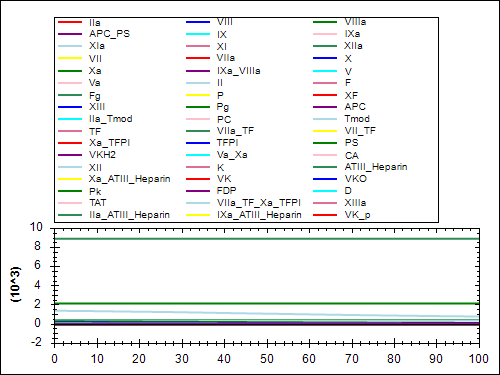 IIa VIII VIIIa
APC_PS IX IXa
XIa XI XIIa
VII VIIa X
Xa IXa_VIIIa V
Va II F
Fg P XF
XIII Pg APC
IIa_Tmod PC Tmod
TF VIIa_TF VII_TF
Xa_TFPI TFPI PS
VKH2 Va_Xa CA
XII K ATIII_Heparin
Xa_ATIII_Heparin VK VKO
Pk FDP D
TAT VIIa_TF_Xa_TFPI XIIIa
IIa_ATIII_Heparin IXa_ATIII_Heparin VK_p
10
8
6
4
2
0
-2
(10^3)
0 10 20 30 40 50 60 70 80 90 100